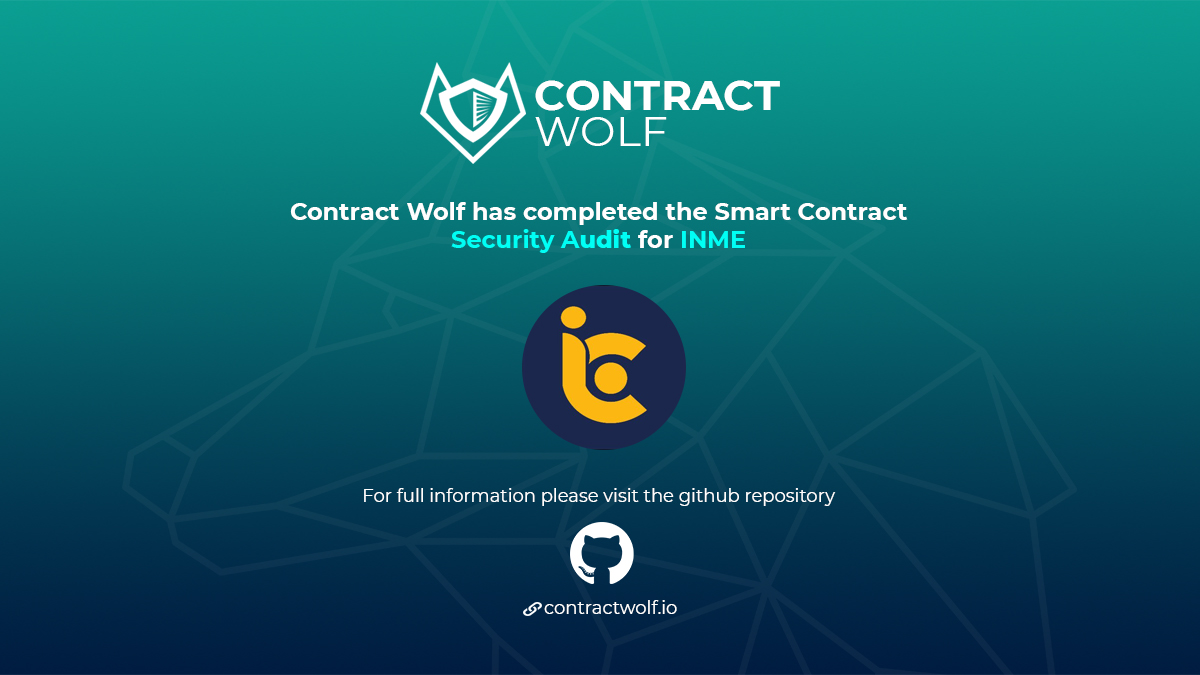 CONTRACT
WOLF
Contract Wolf has completed the Smart Contract
Security Audit for INME
For full information please visit the github repository
contractwolf.io